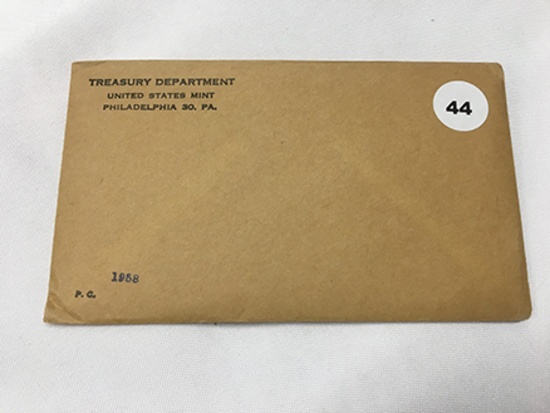 TREASURY DEPARTMENT
UNITED STATES MINT
PHILADELPHIA 30, PA.
44
1958
P. C.